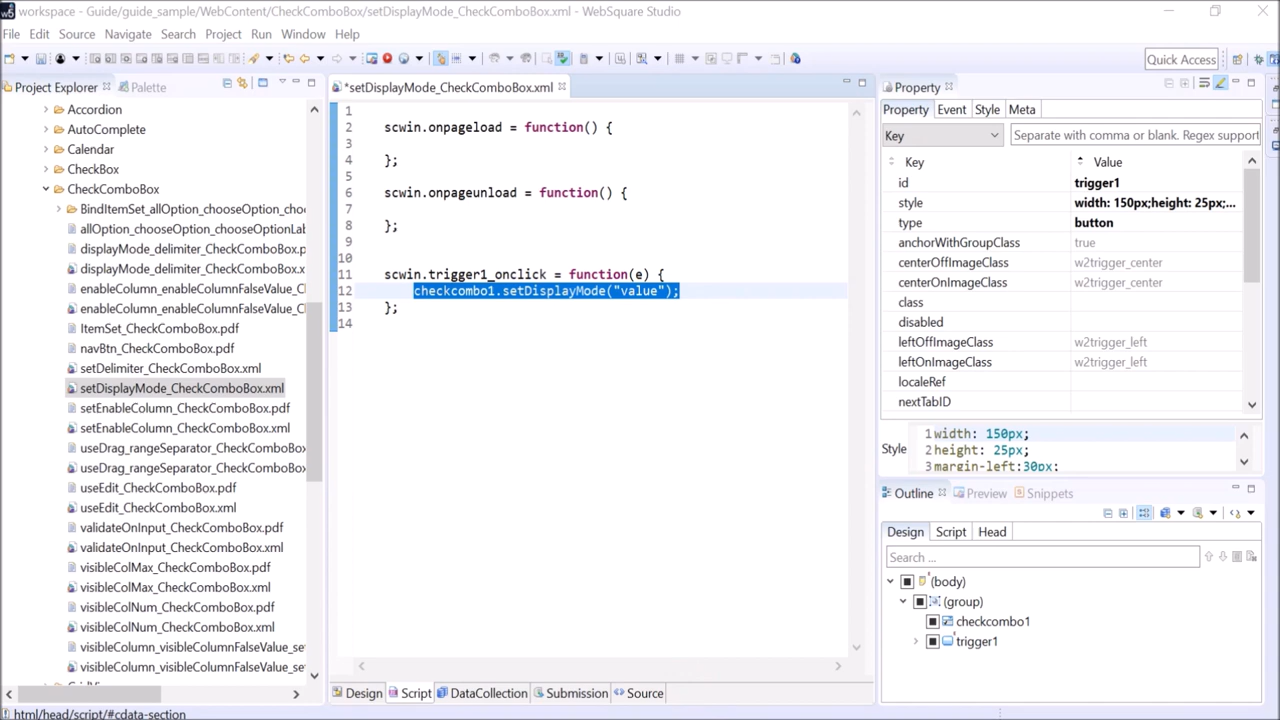 workspace - Guide/guide_sample/WebContent/CheckComboBox/setDisplayMode_CheckComboBox.xml - WebSquare Studio
File Edit Source Navigate Search Project Run Window Help
Quick Access
Project Explorer Palette
Accordion
AutoComplete
Calendar
CheckBox
CheckComboBox
BindItemSet_allOption_chooseOption_cho
allOption_chooseOption_chooseOptionLab
displayMode_delimiter_CheckComboBox.p
displayMode_delimiter_CheckComboBox.x
enableColumn_enableColumnFalseValue_C
enableColumn_enableColumnFalseValue_C
ItemSet_CheckComboBox.pdf
navBtn_CheckComboBox.pdf
setDelimiter_CheckComboBox.xml
setDisplayMode_CheckComboBox.xml
setEnableColumn_CheckComboBox.pdf
setEnableColumn_CheckComboBox.xml
useDrag_rangeSeparator_CheckComboBox
useDrag_rangeSeparator_CheckComboBox
useEdit_CheckComboBox.pdf
useEdit_CheckComboBox.xml
validateOnInput_CheckComboBox.pdf
validateOnInput_CheckComboBox.xml
visibleColMax_CheckComboBox.pdf
visibleColMax_CheckComboBox.xml
visibleColNum_CheckComboBox.pdf
visibleColNum_CheckComboBox.xml
visibleColumn_visibleColumnFalseValue_se
visibleColumn_visibleColumnFalseValue_se
html/head/script/#cdata-section
*setDisplayMode_CheckComboBox.xml
1
2 scwin.onpageload = function() {
3
4 };
5
6 scwin.onpageunload = function() {
7
8 };
9
10
11 scwin.trigger1_onclick = function(e) {
12 checkcombo1.setDisplayMode("value");
13 };
14
Design Script DataCollection Submission Source
Property
Property Event Style Meta
Key Separate with comma or blank. Regex support
Key Value
id trigger1
style width: 150px;height: 25px;...
type button
anchorWithGroupClass true
centerOffImageClass w2trigger_center
centerOnImageClass w2trigger_center
class
disabled
leftOffImageClass w2trigger_left
leftOnImageClass w2trigger_left
localeRef
nextTabID
Style
1 width: 150px;
2 height: 25px;
3 margin-left:30px;
Outline Preview Snippets
Design Script Head
Search ...
(body)
(group)
checkcombo1
trigger1